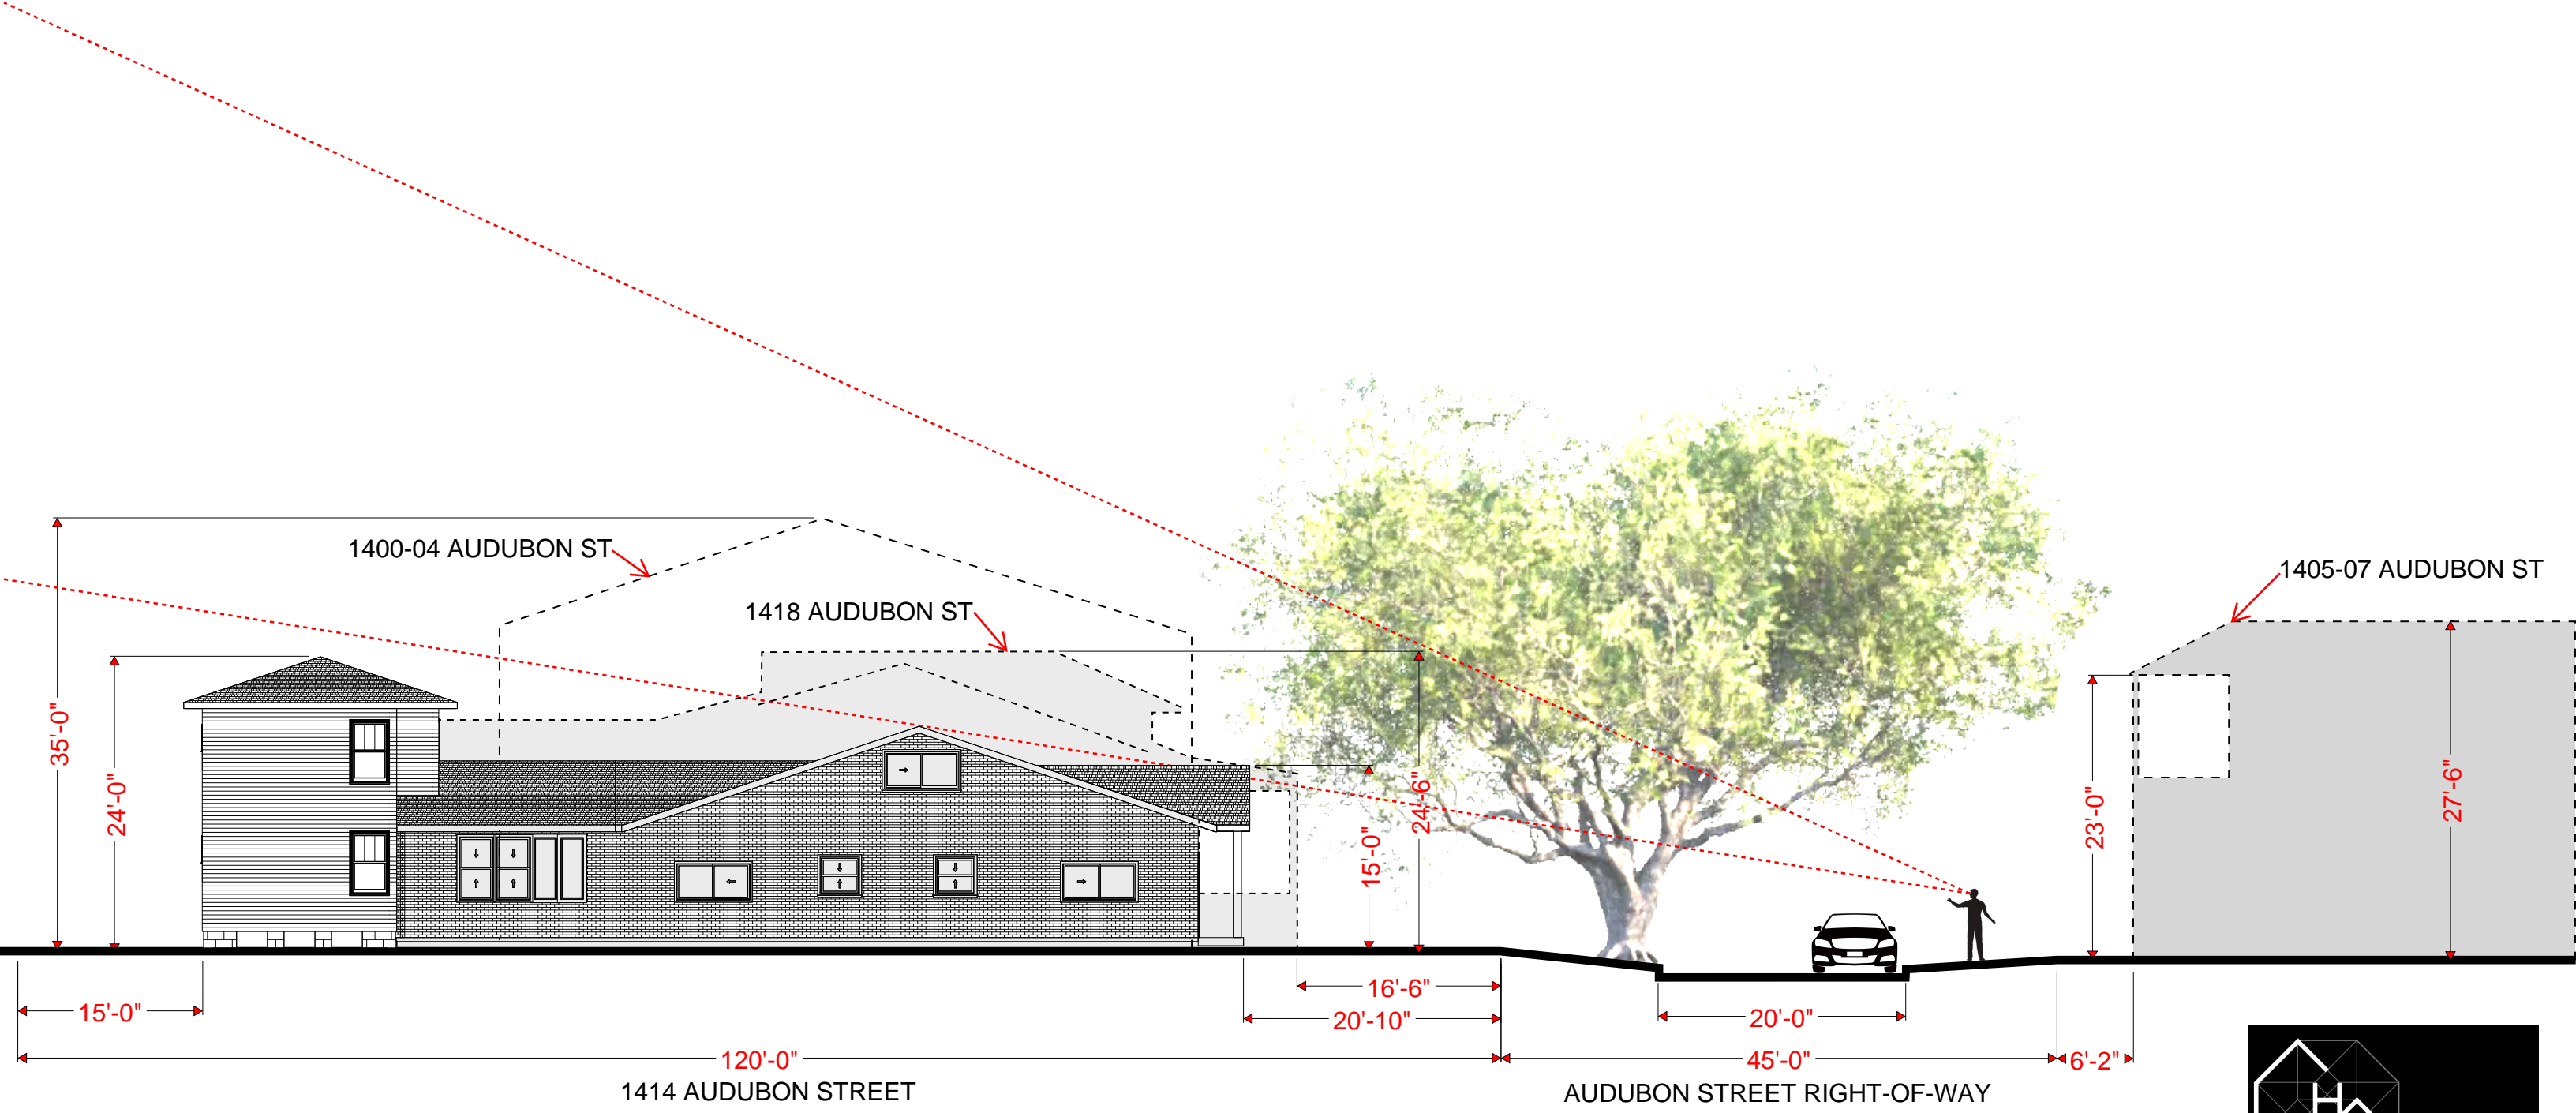 1400-04 AUDUBON ST
1418 AUDUBON ST
1405-07 AUDUBON ST
35'-0"
24'-0"
24'-6"
15'-0"
23'-0"
27'-6"
15'-0"
16'-6"
20'-10"
20'-0"
120'-0"
45'-0"
6'-2"
1414 AUDUBON STREET
AUDUBON STREET RIGHT-OF-WAY
H